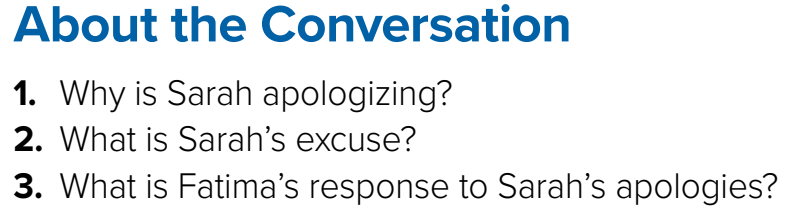 About the Conversation
1. Why is Sarah apologizing?
2. What is Sarah’s excuse?
3. What is Fatima’s response to Sarah’s apologies?